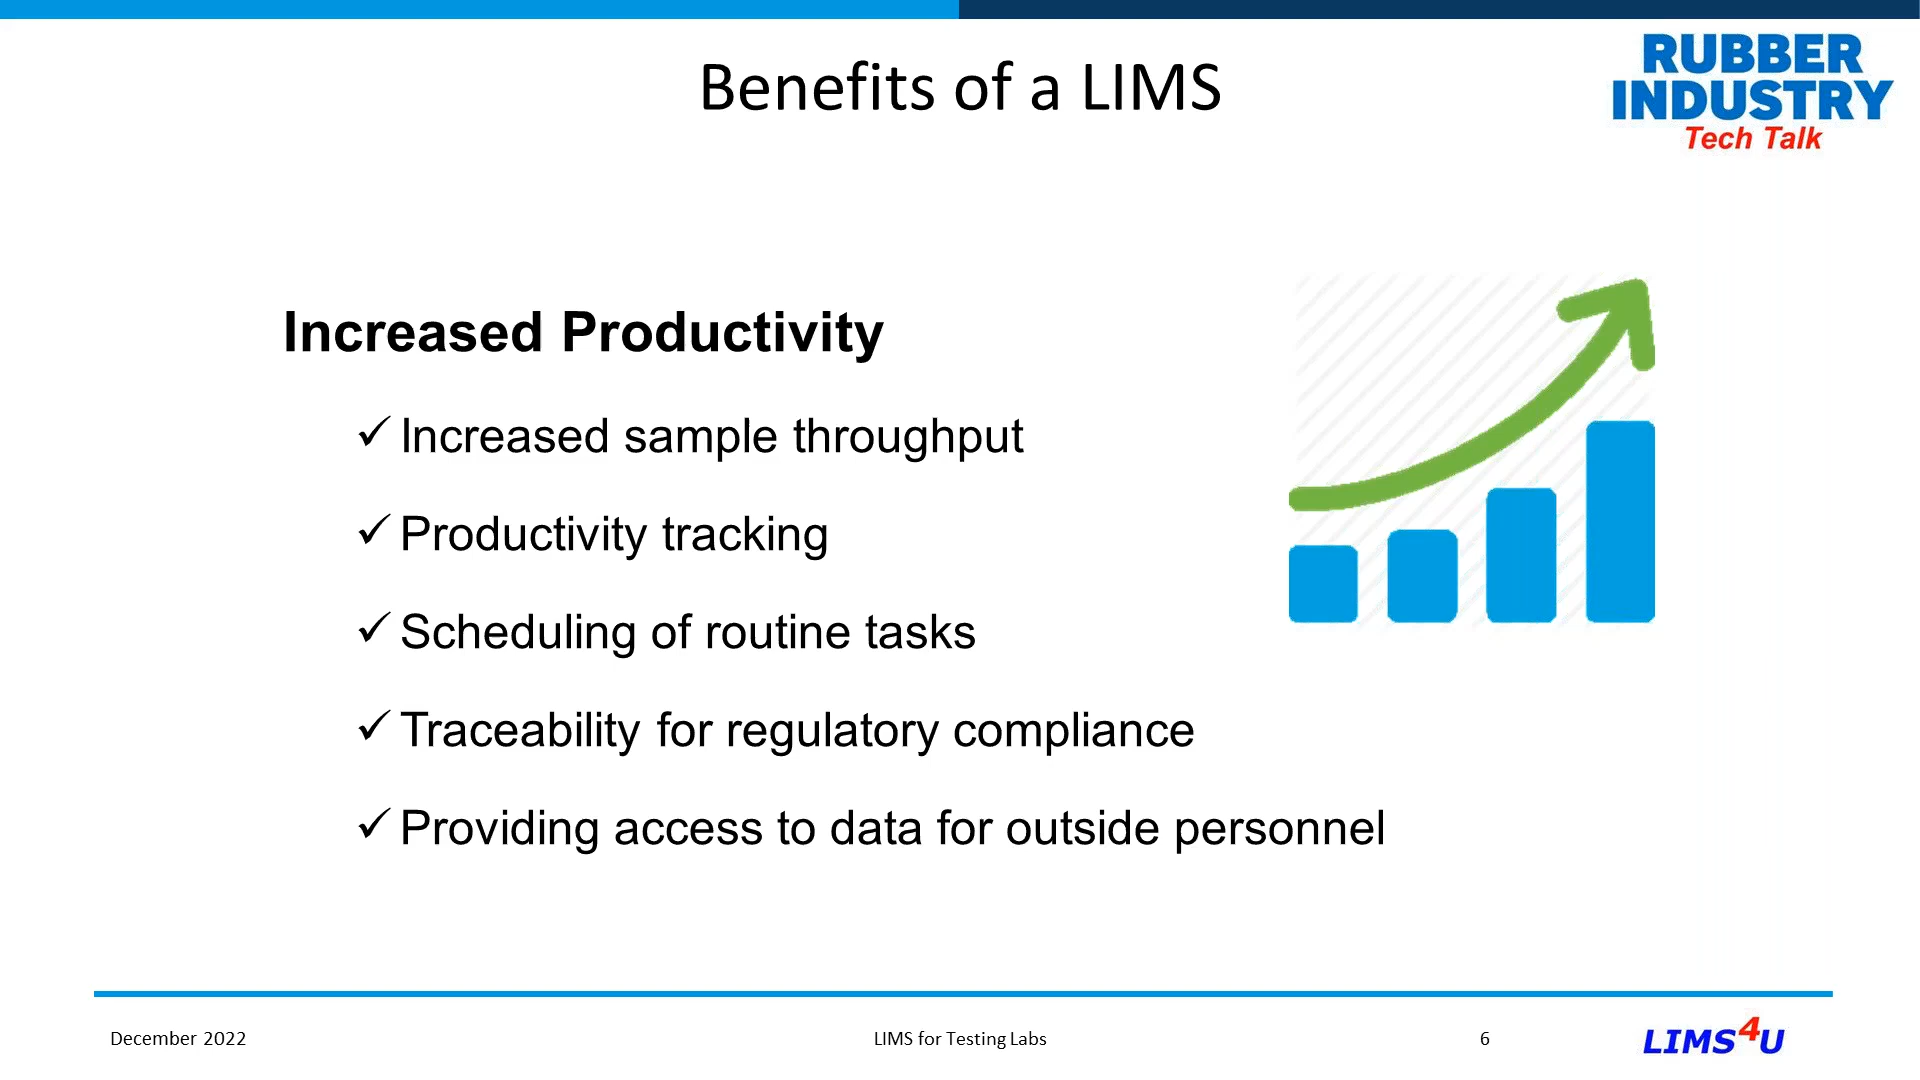 Benefits of a LIMS
RUBBER
INDUSTRY
Tech Talk
Increased Productivity
✓ Increased sample throughput
✓ Productivity tracking
✓ Scheduling of routine tasks
✓ Traceability for regulatory compliance
✓ Providing access to data for outside personnel
December 2022
LIMS for Testing Labs
6
LIMS4U